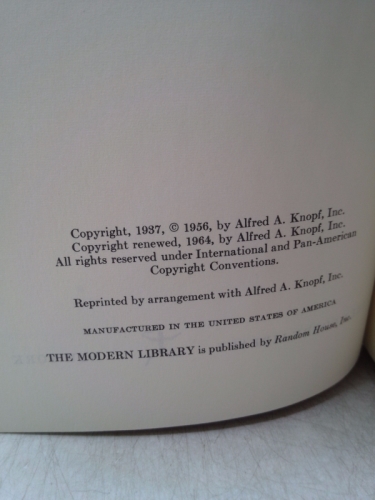 Copyright, 1937, © 1956, by Alfred A. Knopf, Inc.
Copyright renewed, 1964, by Alfred A. Knopf, Inc.
All rights reserved under International and Pan-American
Copyright Conventions.
Reprinted by arrangement with Alfred A. Knopf, Inc.
MANUFACTURED IN THE UNITED STATES OF AMERICA
THE MODERN LIBRARY is published by Random House, Inc.